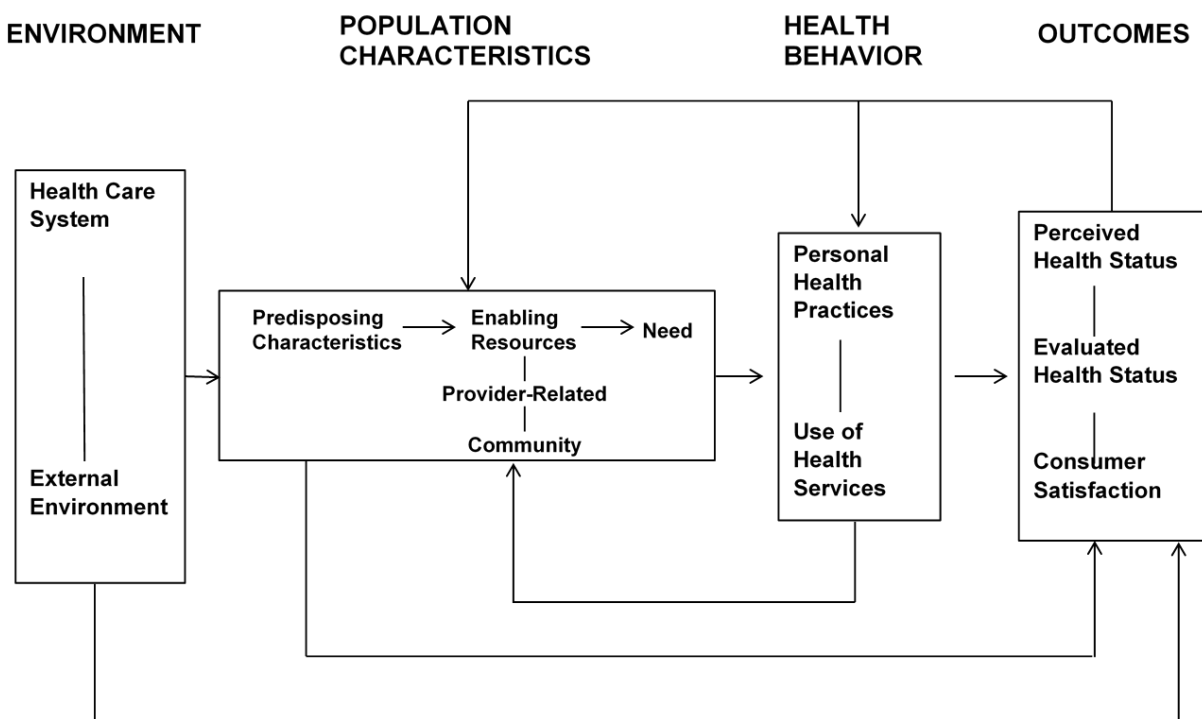 ENVIRONMENT
POPULATION
CHARACTERISTICS
HEALTH
BEHAVIOR
OUTCOMES
Health Care
System
External
Environment
Predisposing
Characteristics
Enabling
Resources
Need
Provider-Related
Community
Personal
Health
Practices
Use of
Health
Services
Perceived
Health Status
Evaluated
Health Status
Consumer
Satisfaction